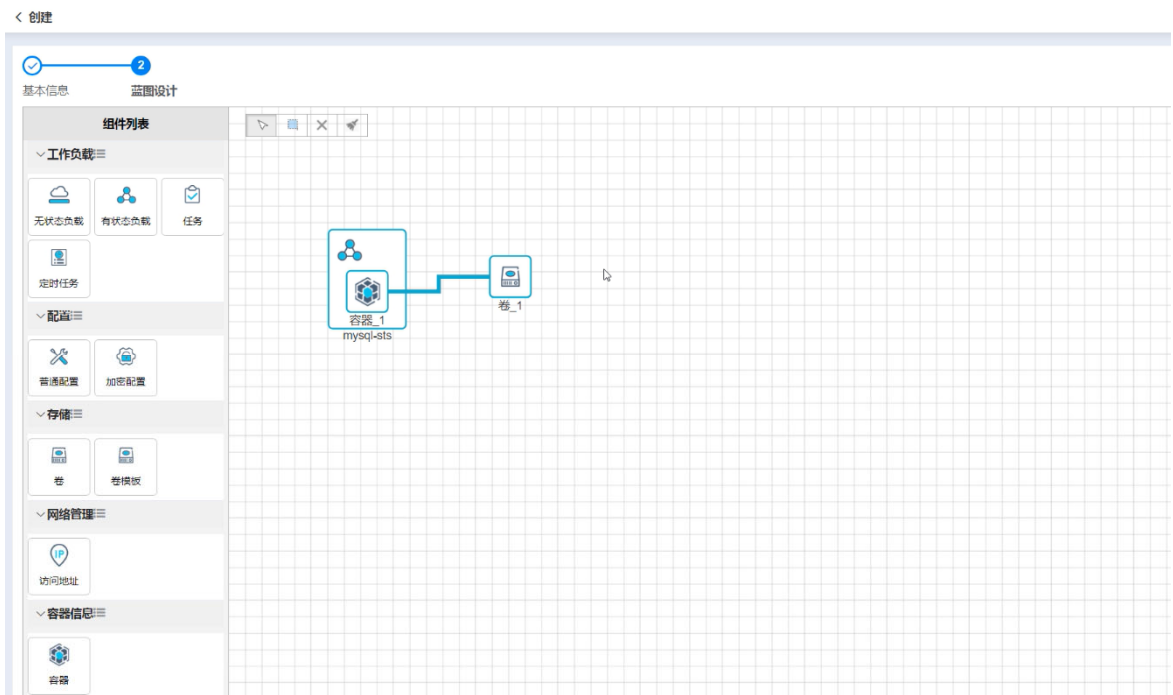 创建
2
基本信息
蓝图设计
组件列表
工作负载
无状态负载
有状态负载
任务
定时任务
配置
普通配置
加密配置
存储
卷
卷模板
网络管理
IP
访问地址
容器信息
容器
容器_1
mysql-sts
卷_1